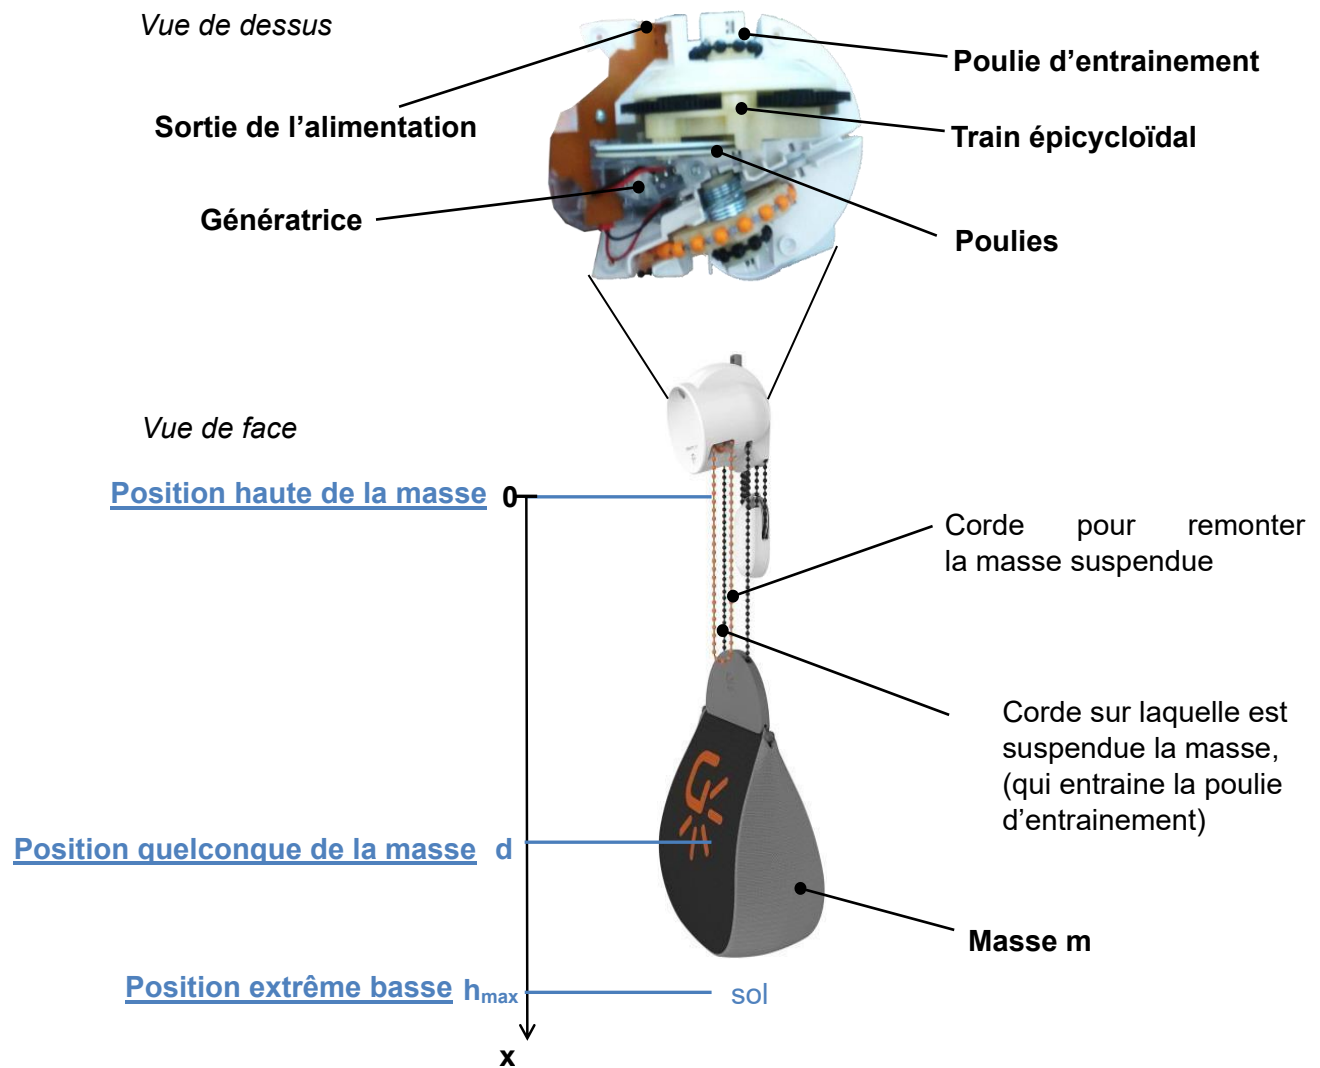 Vue de dessus
Poulie d’entrainement
Sortie de l’alimentation
Train épicycloïdal
Génératrice
Poulies
Vue de face
Position haute de la masse 0
Corde pour remonter
la masse suspendue
Corde sur laquelle est
suspendue la masse,
(qui entraine la poulie
d’entrainement)
Position quelconque de la masse d
Masse m
Position extrême basse hmax
sol
x